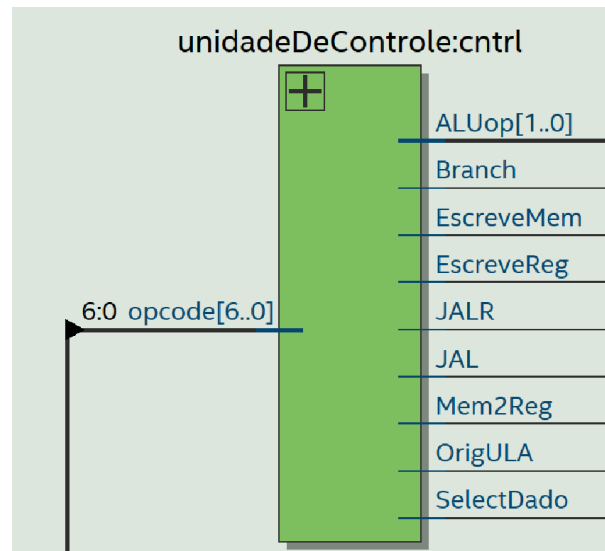 unidadeDeControle:cntrl
ALUop[1..0]
Branch
EscreveMem
EscreveReg
6:0 opcode[6..0]
JALR
JAL
Mem2Reg
OrigULA
SelectDado